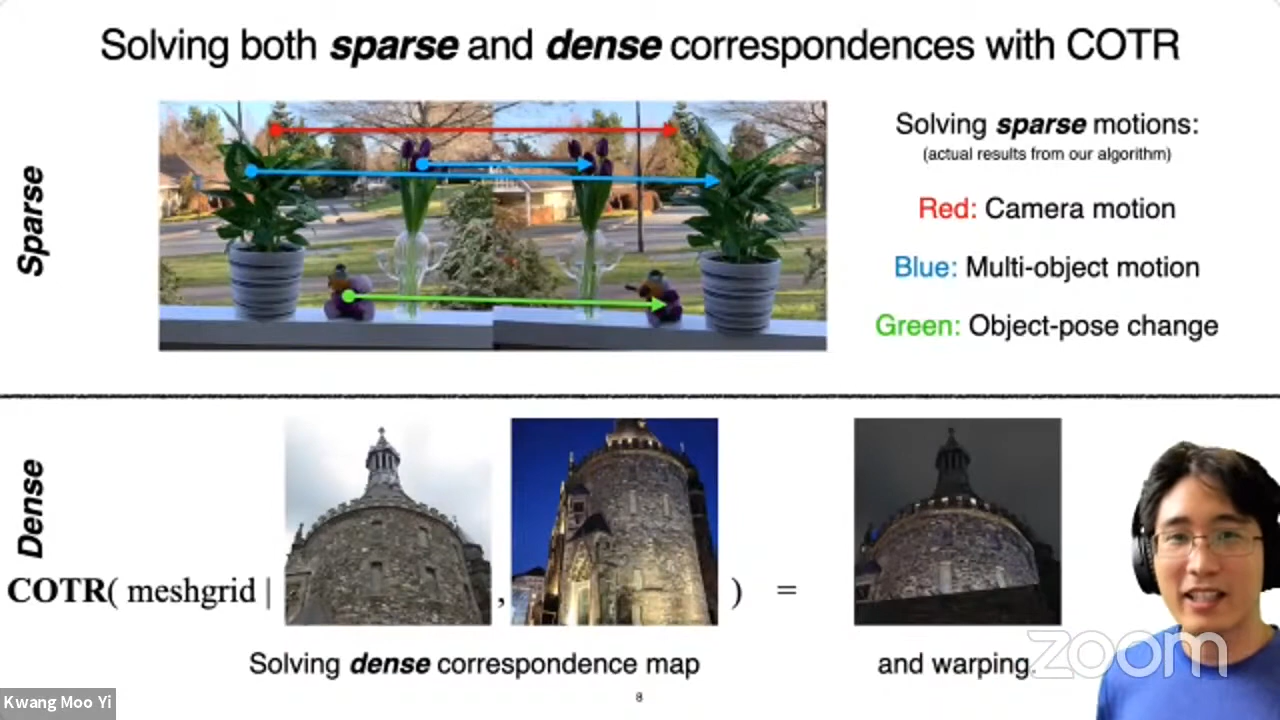 Solving both sparse and dense correspondences with COTR
Sparse
Solving sparse motions:
(actual results from our algorithm)
Red: Camera motion
Blue: Multi-object motion
Green: Object-pose change
Dense
COTR( meshgrid | , ) =
Solving dense correspondence map
and warping.
zoom
Kwang Moo Yi
8